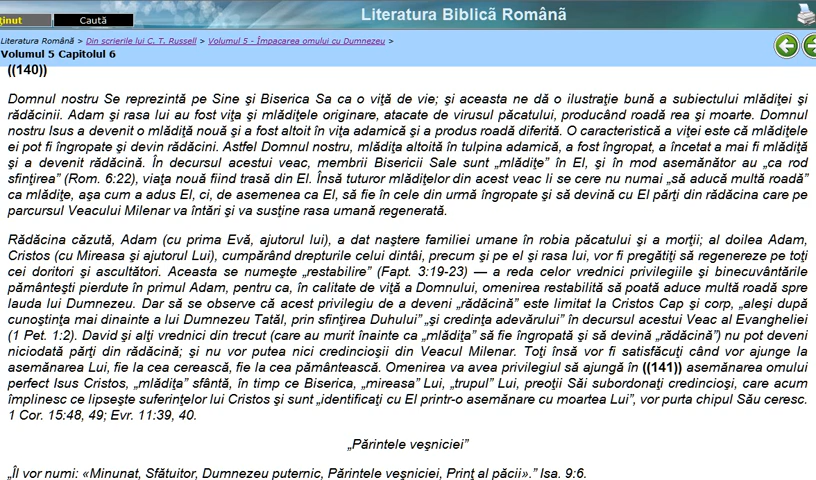 Literatura Biblică Română
ținut
Caută
Literatura Română > Din scrierile lui C. T. Russell > Volumul 5 - Împacarea omului cu Dumnezeu >
Volumul 5 Capitolul 6
((140))
Domnul nostru Se reprezintă pe Sine şi Biserica Sa ca o viţă de vie; şi aceasta ne dă o ilustraţie bună a subiectului mlădiţei şi
rădăcinii. Adam şi rasa lui au fost viţa şi mlădiţele originare, atacate de virusul păcatului, producând roadă rea şi moarte. Domnul
nostru Isus a devenit o mlădiţă nouă şi a fost altoit în viţa adamică şi a produs roadă diferită. O caracteristică a viţei este că mlădiţele
ei pot fi îngropate şi devin rădăcini. Astfel Domnul nostru, mlădiţa altoită în tulpina adamică, a fost îngropat, a încetat a mai fi mlădiţă
şi a devenit rădăcină. În decursul acestui veac, membrii Bisericii Sale sunt „mlădiţe” în El, şi în mod asemănător au „ca rod
sfinţirea” (Rom. 6:22), viaţa nouă fiind trasă din El. Însă tuturor mlădiţelor din acest veac li se cere nu numai „să aducă multă roadă”
ca mlădiţe, aşa cum a adus El, ci, de asemenea ca El, să fie în cele din urmă îngropate şi să devină cu El părţi din rădăcina care pe
parcursul Veacului Milenar va întări şi va susţine rasa umană regenerată.
Rădăcina căzută, Adam (cu prima Evă, ajutorul lui), a dat naştere familiei umane în robia păcatului şi a morţii; al doilea Adam,
Cristos (cu Mireasa şi ajutorul Lui), cumpărând drepturile celui dintâi, precum şi pe el şi rasa lui, vor fi pregătiţi să regenereze pe toţi
cei doritori şi ascultători. Aceasta se numeşte „restabilire” (Fapt. 3:19-23) — a reda celor vrednici privilegiile şi binecuvântările
pământeşti pierdute în primul Adam, pentru ca, în calitate de viţă a Domnului, omenirea restabilită să poată aduce multă roadă spre
lauda lui Dumnezeu. Dar să se observe că acest privilegiu de a deveni „rădăcină” este limitat la Cristos Cap şi corp, „aleşi după
cunoştinţa mai dinainte a lui Dumnezeu Tatăl, prin sfinţirea Duhului” „şi credinţa adevărului” în decursul acestui Veac al Evangheliei
(1 Pet. 1:2). David şi alţi vrednici din trecut (care au murit înainte ca „mlădiţa” să fie îngropată şi să devină „rădăcină”) nu pot deveni
niciodată părţi din rădăcină; şi nu vor putea nici credincioşii din Veacul Milenar. Toţi însă vor fi satisfăcuţi când vor ajunge la
asemănarea Lui, fie la cea cerească, fie la cea pământească. Omenirea va avea privilegiul să ajungă în ((141)) asemănarea omului
perfect Isus Cristos, „mlădiţa” sfântă, în timp ce Biserica, „mireasa” Lui, „trupul” Lui, preoţii Săi subordonaţi credincioşi, care acum
împlinesc ce lipseşte suferinţelor lui Cristos şi sunt „identificaţi cu El printr-o asemănare cu moartea Lui”, vor purta chipul Său ceresc.
1 Cor. 15:48, 49; Evr. 11:39, 40.
„Părintele veşniciei”
„Îl vor numi: «Minunat, Sfătuitor, Dumnezeu puternic, Părintele veşniciei, Prinţ al păcii».” Isa. 9:6.